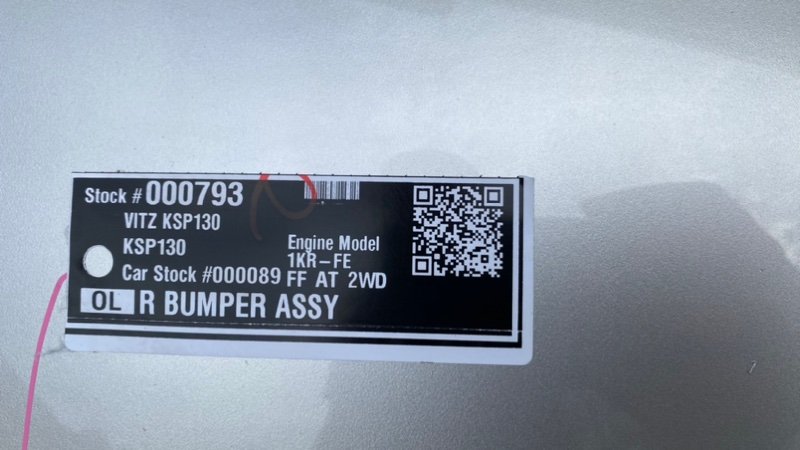 Stock # 000793
VITZ KSP130
KSP130
Engine Model
1KR-FE
Car Stock #000089 FF AT 2WD
OL R BUMPER ASSY